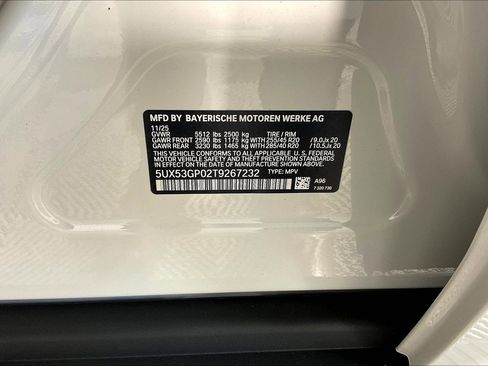 MFD BY BAYERISCHE MOTOREN WERKE AG
11/25
GVWR 5512 lbs 2500 kg TIRE / RIM
GAWR FRONT 2590 lbs 1175 kg WITH 255/45 R20 / 9.0Jx 20
GAWR REAR 3230 lbs 1465 kg WITH 285/40 R20 / 10.5Jx 20
THIS VEHICLE CONFORMS TO ALL APPLICABLE U. S. FEDERAL
MOTOR VEHICLE SAFETY AND THEFT PREVENTION STANDARDS
IN EFFECT ON THE DATE OF MANUFACTURE SHOWN ABOVE.
5UX53GP02T9267232 TYPE: MPV
A96
7 320 730